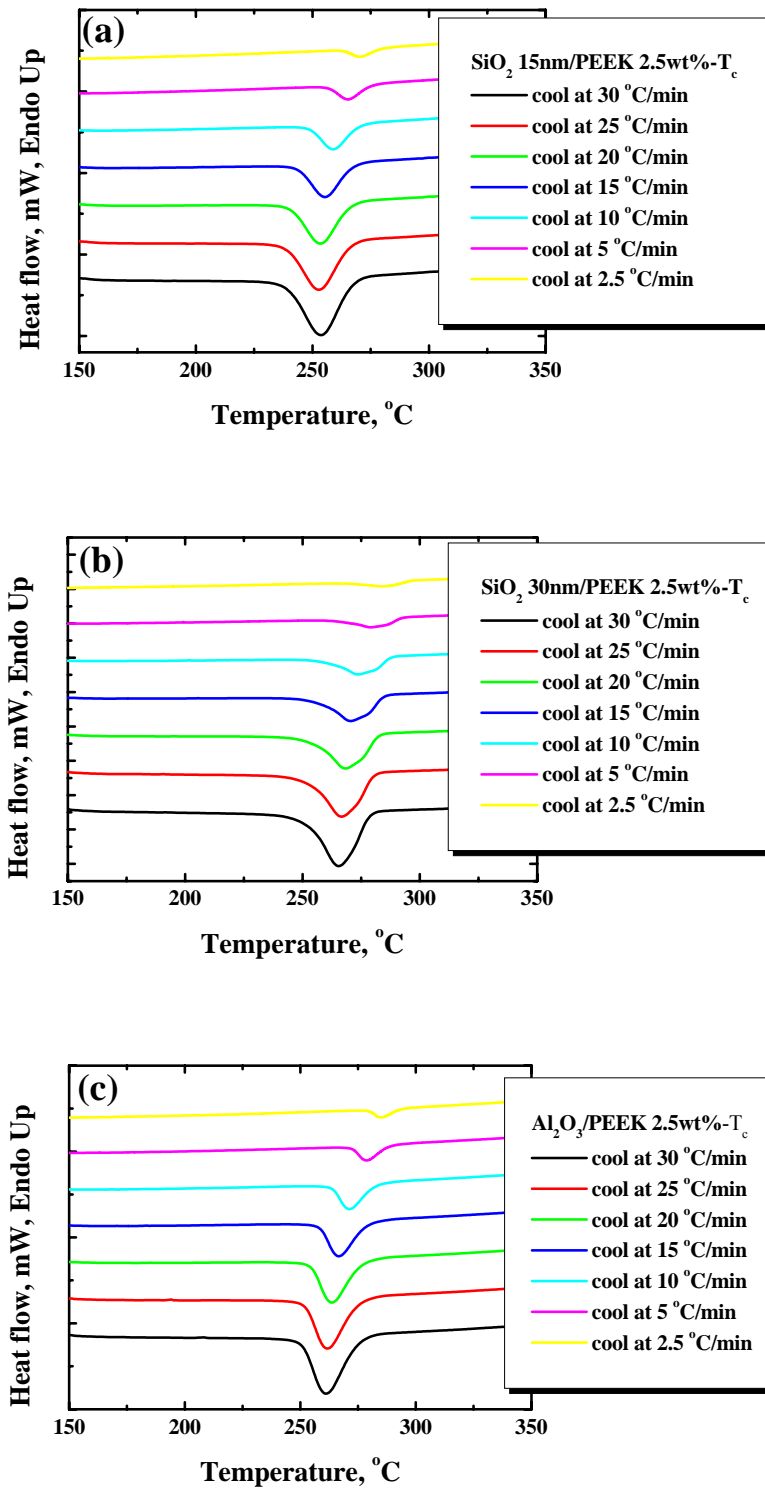 (a)
SiO2 15nm/PEEK 2.5wt%-Tc
cool at 30 °C/min
cool at 25 °C/min
cool at 20 °C/min
cool at 15 °C/min
cool at 10 °C/min
cool at 5 °C/min
cool at 2.5 °C/min
Heat flow, mW, Endo Up
150 200 250 300 350
Temperature, °C
(b)
SiO2 30nm/PEEK 2.5wt%-Tc
cool at 30 °C/min
cool at 25 °C/min
cool at 20 °C/min
cool at 15 °C/min
cool at 10 °C/min
cool at 5 °C/min
cool at 2.5 °C/min
Heat flow, mW, Endo Up
150 200 250 300 350
Temperature, °C
(c)
Al2O3/PEEK 2.5wt%-Tc
cool at 30 °C/min
cool at 25 °C/min
cool at 20 °C/min
cool at 15 °C/min
cool at 10 °C/min
cool at 5 °C/min
cool at 2.5 °C/min
Heat flow, mW, Endo Up
150 200 250 300 350
Temperature, °C